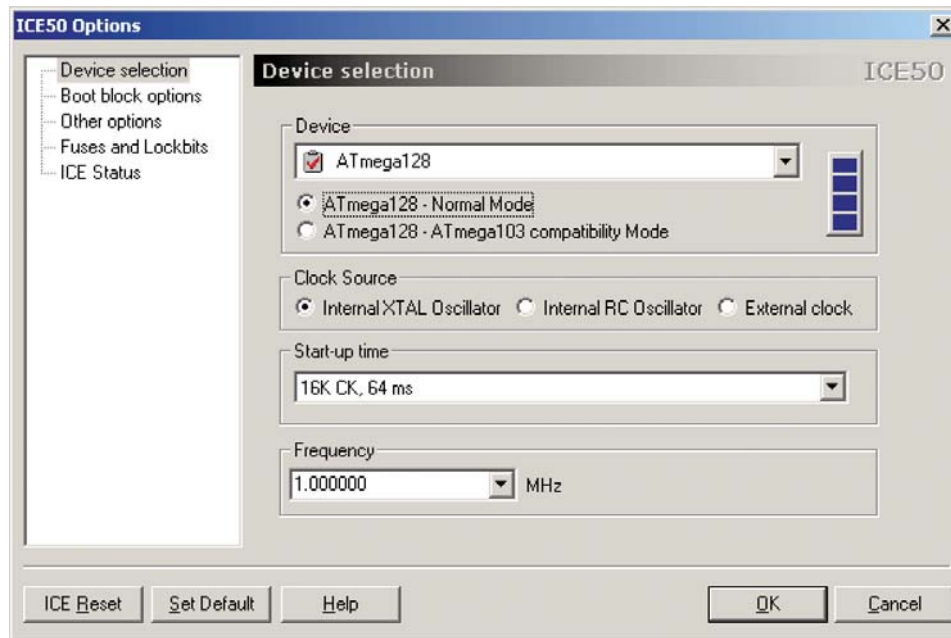 ICE50 Options
Device selection
Boot block options
Other options
Fuses and Lockbits
ICE Status
Device selection
ICE50
Device
ATmega128
ATmega128 - Normal Mode
ATmega128 - ATmega103 compatibility Mode
Clock Source
Internal XTAL Oscillator Internal RC Oscillator External clock
Start-up time
16K CK, 64 ms
Frequency
1.000000 MHz
ICE Reset Set Default Help OK Cancel